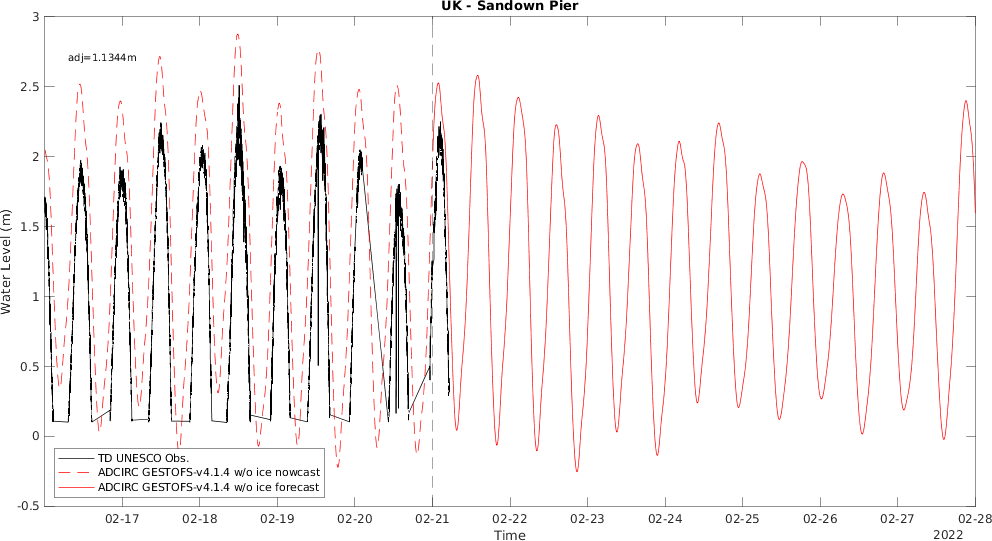 UK - Sandown Pier
adj=1.1344m
3
2.5
2
1.5
1
0.5
0
-0.5
Water Level (m)
TD UNESCO Obs.
ADCIRC GESTOFS-v4.1.4 w/o ice nowcast
ADCIRC GESTOFS-v4.1.4 w/o ice forecast
02-17 02-18 02-19 02-20 02-21 02-22 02-23 02-24 02-25 02-26 02-27 02-28
Time
2022